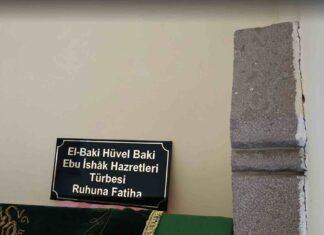 El-Baki Hüvel Baki
Ebu İshâk Hazretleri
Türbesi
Ruhuna Fatiha